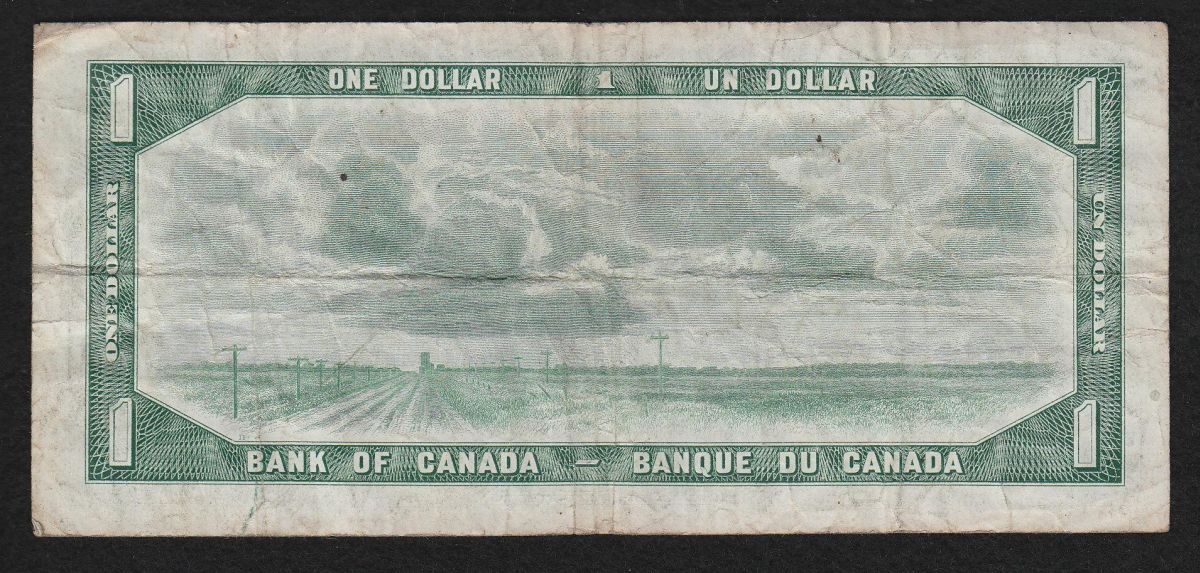 1 ONE DOLLAR 1 UN DOLLAR 1
ONE DOLLAR
UN DOLLAR
1 BANK OF CANADA — BANQUE DU CANADA 1